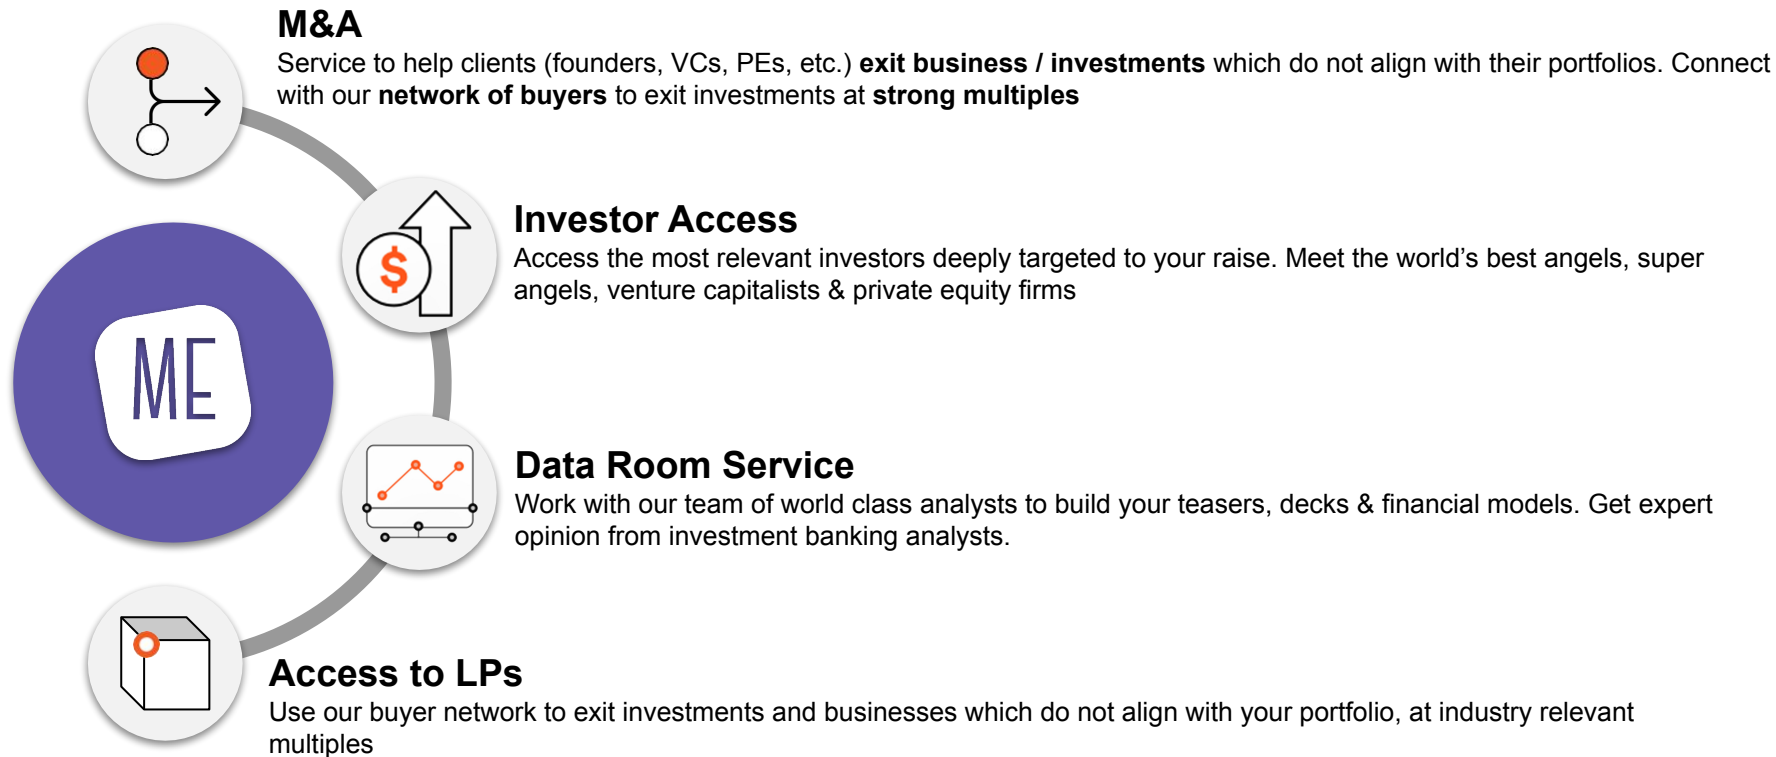 M&A
Service to help clients (founders, VCs, PEs, etc.) exit business / investments which do not align with their portfolios. Connect
with our network of buyers to exit investments at strong multiples
Investor Access
Access the most relevant investors deeply targeted to your raise. Meet the world’s best angels, super
angels, venture capitalists & private equity firms
$
ME
Data Room Service
Work with our team of world class analysts to build your teasers, decks & financial models. Get expert
opinion from investment banking analysts.
Access to LPs
Use our buyer network to exit investments and businesses which do not align with your portfolio, at industry relevant
multiples